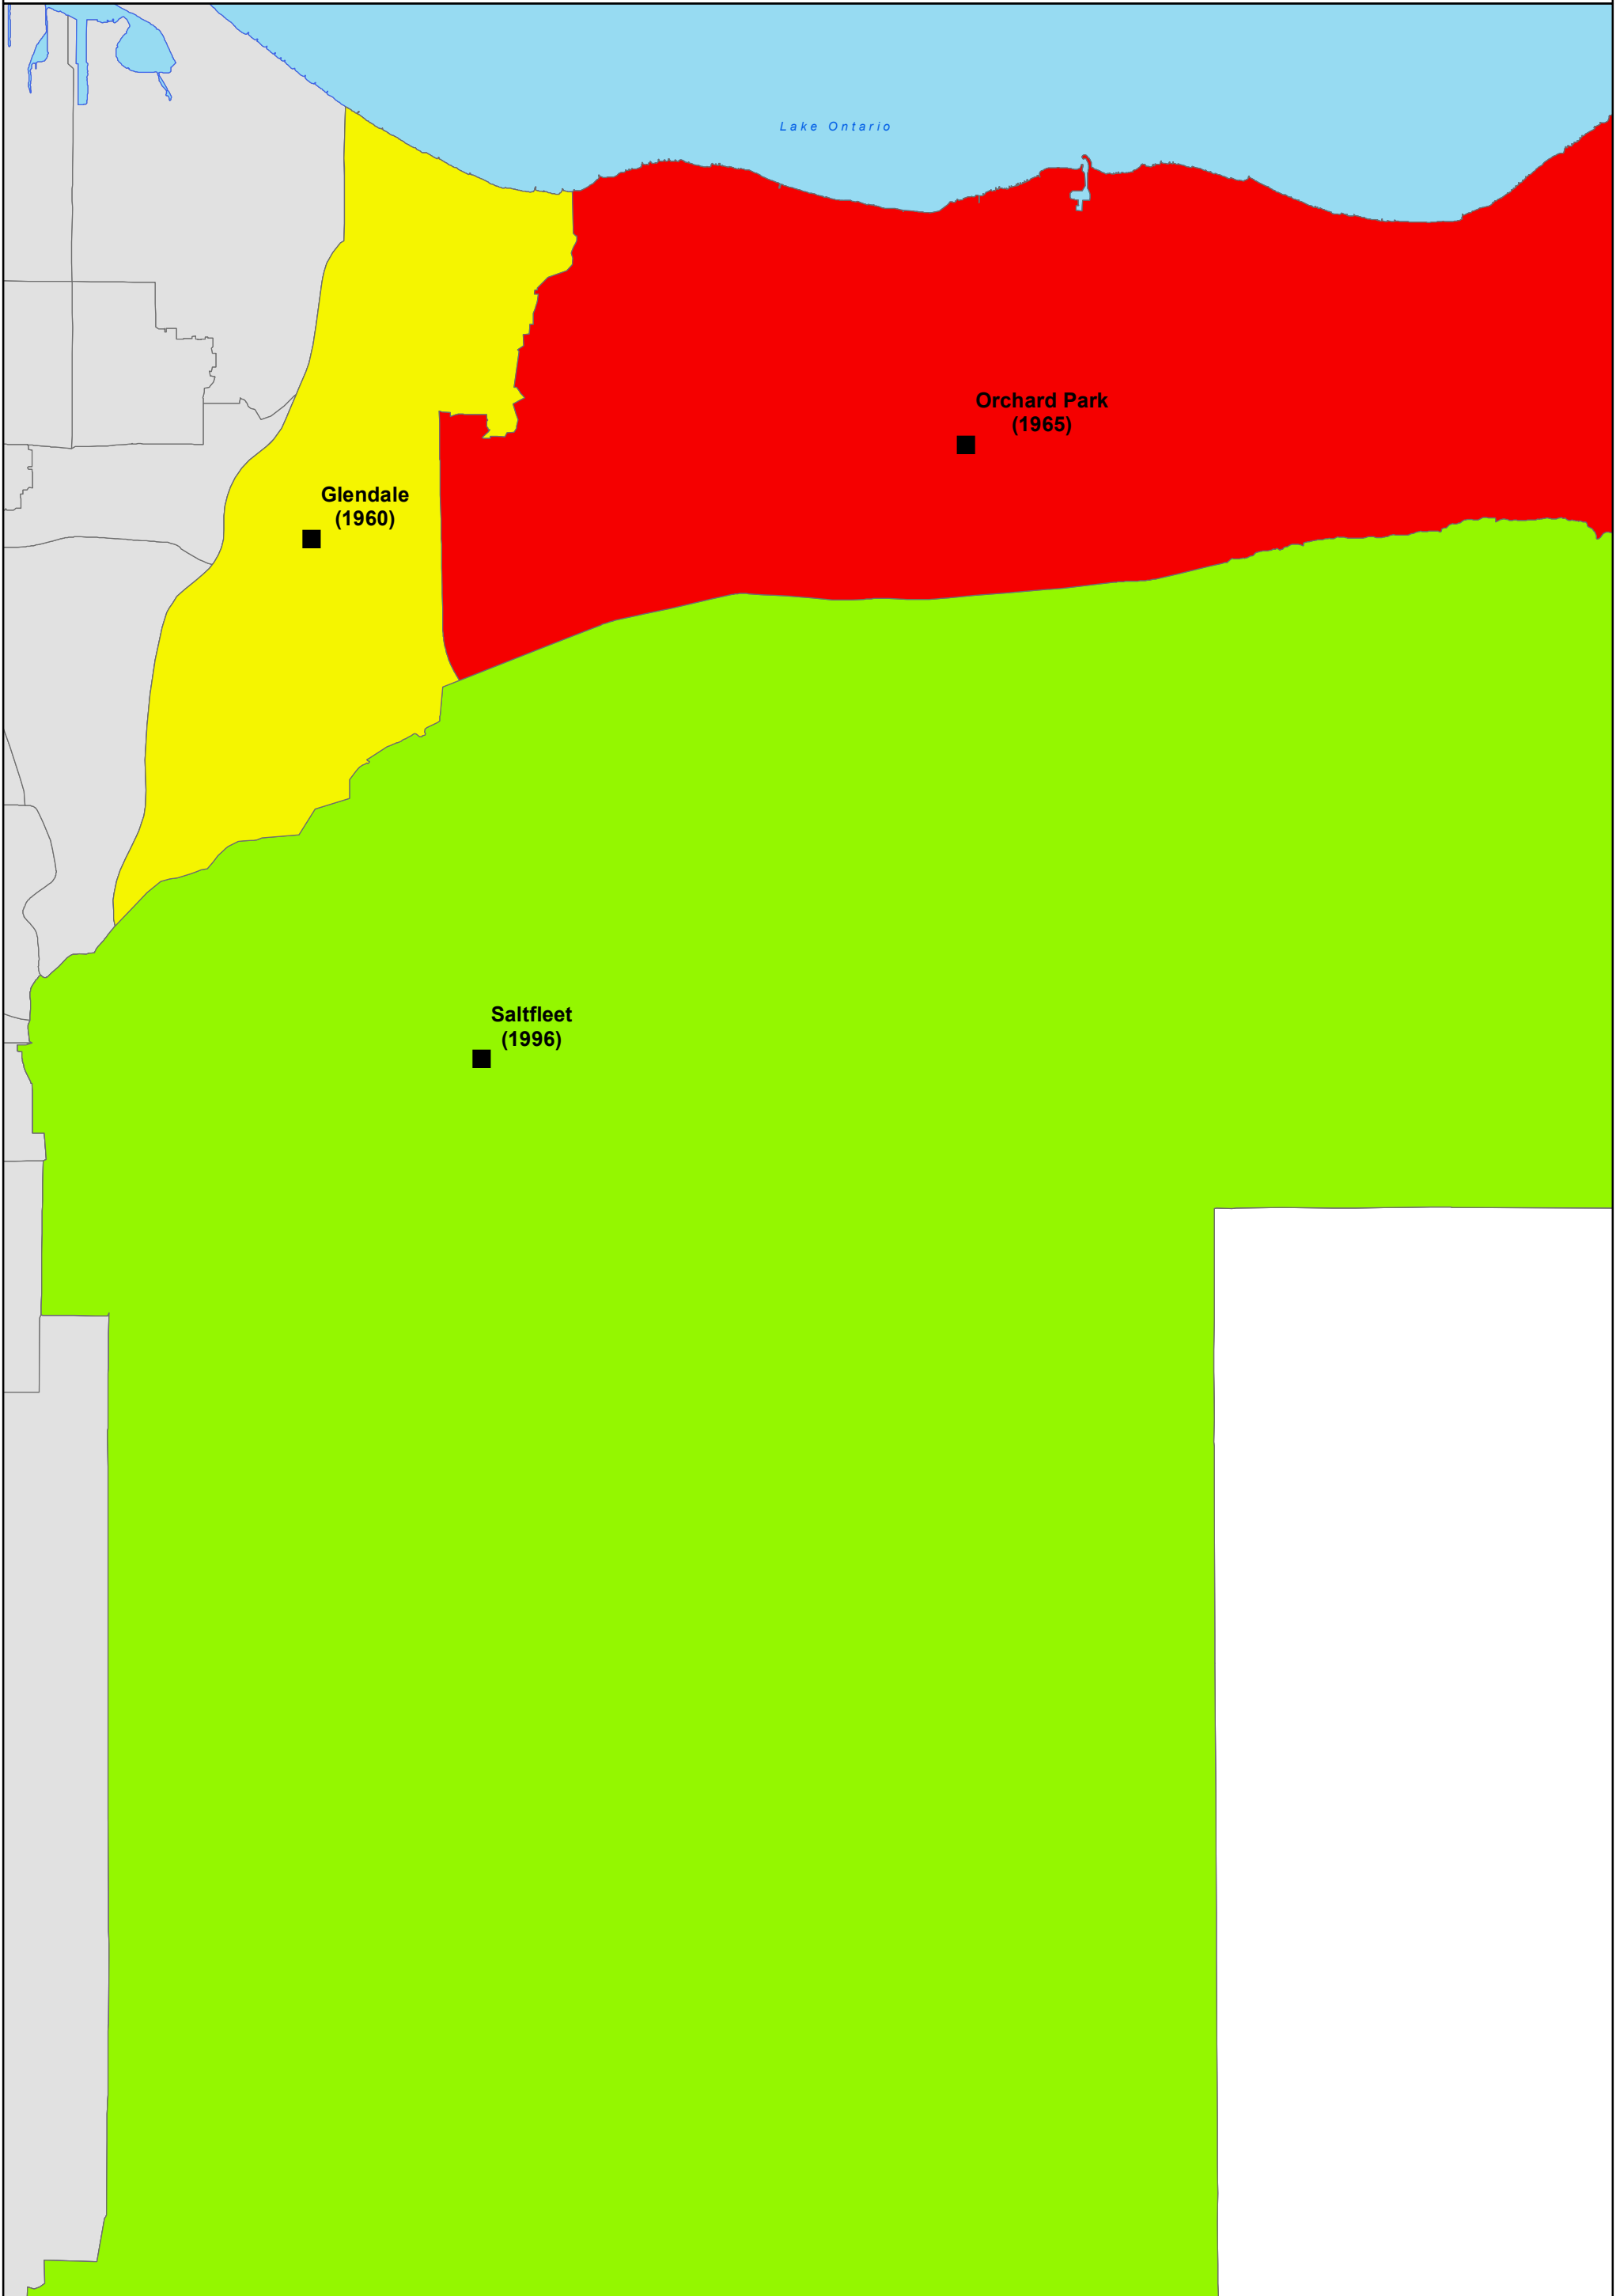 Lake Ontario
Orchard Park
(1965)
Glendale
(1960)
Saltfleet
(1996)